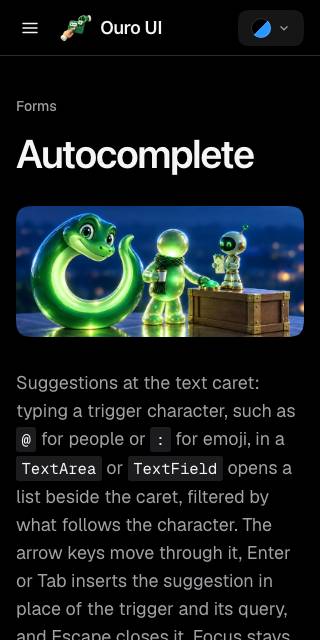 Ouro UI
Forms
Autocomplete
Suggestions at the text caret:
typing a trigger character, such as
@ for people or : for emoji, in a
TextArea or TextField opens a
list beside the caret, filtered by
what follows the character. The
arrow keys move through it, Enter
or Tab inserts the suggestion in
place of the trigger and its query,
and Escape closes it. Focus stays